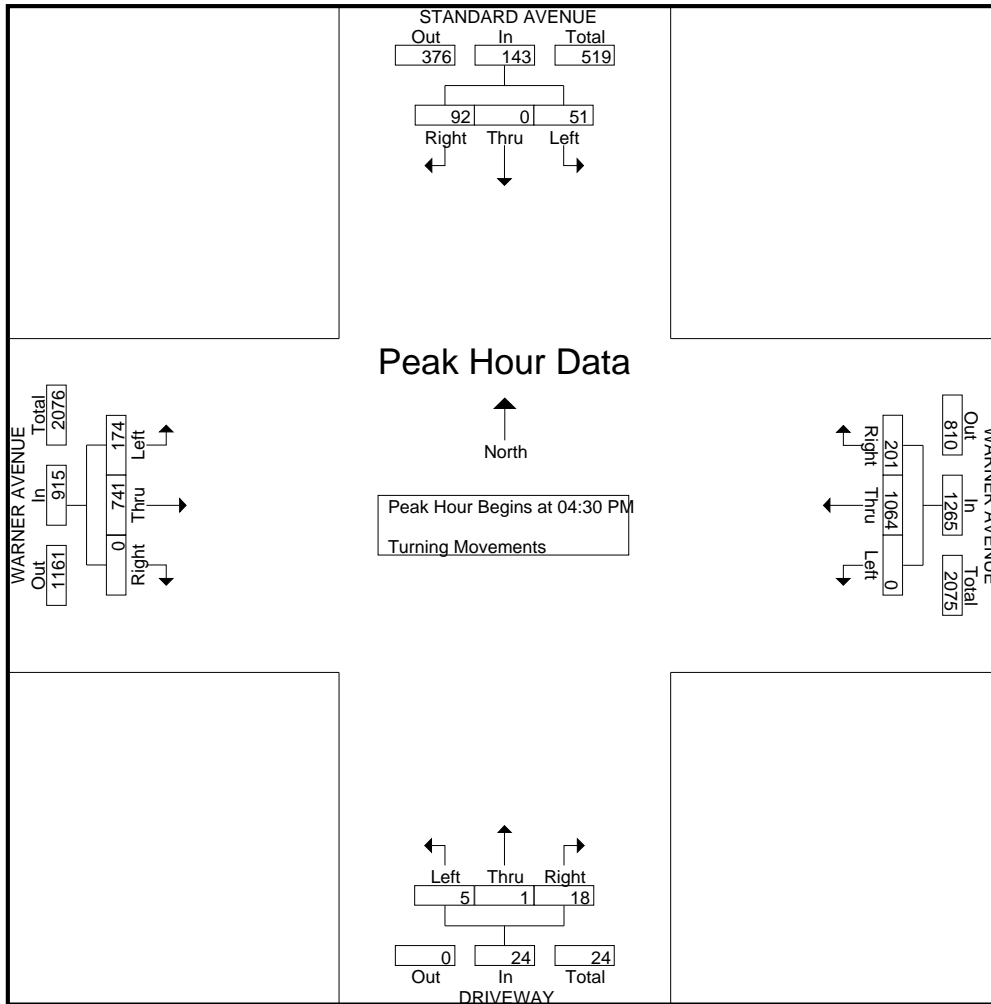 STANDARD AVENUE
Out In Total
376 143 519
92 0 51
Right Thru Left
Peak Hour Data
North
Peak Hour Begins at 04:30 PM
Turning Movements
WARNER AVENUE
Out In Total
1161 915 2076
174 741 0
Left Thru Right
WARNER AVENUE
Out In Total
810 1265 2075
201 1064 0
Right Thru Left
Left Thru Right
5 1 18
0 24 24
Out In Total
DRIVEWAY